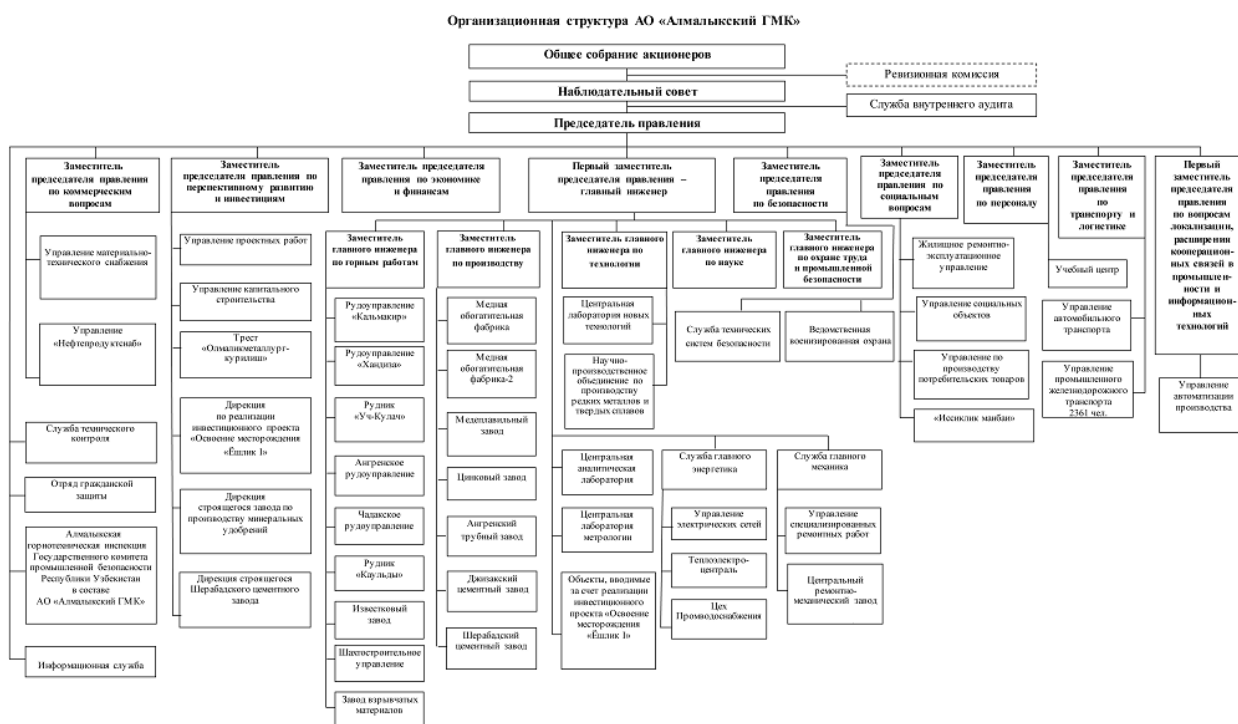 Организационная структура АО «Алмалыкский ГМК»
Общее собрание акционеров
Ревизионная комиссия
Наблюдательный совет
Служба внутреннего аудита
Председатель правления
Заместитель
председателя правления
по коммерческим
вопросам
Заместитель
председателя правления по
перспективному развитию
и инвестициям
Заместитель председателя
правления по экономике
и финансам
Первый заместитель
председателя правления –
главный инженер
Заместитель
председателя
правления
по безопасности
Заместитель
председателя
правления по
социальным
вопросам
Заместитель
председателя
правления
по персоналу
Заместитель
председателя
правления
по
транспорту и
логистике
Первый
заместитель
председателя
правления
по вопросам
локализации,
расширения
кооперацион-
ных связей в
промышлен-
ности и
информацион-
ных
технологий
Управление материально-
технического снабжения
Управление
«Нефтепродуктснаб»
Служба технического
контроля
Отряд гражданской
защиты
Алмалыкская
горнотехническая инспекция
Государственного комитета
промышленной безопасности
Республики Узбекистан
в составе
АО «Алмалыкский ГМК»
Информационная служба
Управление проектных работ
Управление капитального
строительства
Трест
«Олмаликметаллург-
курилиш»
Дирекция
по реализации
инвестиционного проекта
«Освоение месторождения
«Ёшлик I»
Дирекция
строящегося завода по
производству минеральных
удобрений
Дирекция строящегося
Шерабадского цементного
завода
Заместитель
главного инженера
по горным работам
Рудоуправление
«Кальмакир»
Рудоуправление
«Хандиза»
Рудник
«Уч-Кулач»
Ангренское
рудоуправление
Чадакское
рудоуправление
Рудник
«Каульды»
Известковый
завод
Шахтостроительное
управление
Завод взрывчатых
материалов
Заместитель
главного инженера
по производству
Медная
обогатительная
фабрика
Медная
обогатительная
фабрика-2
Медеплавильный
завод
Цинковый завод
Ангренский
трубный завод
Джизакский
цементный завод
Шерабадский
цементный завод
Заместитель
главного
инженера по
технологии
Центральная
лаборатория новых
технологий
Научно-
производственное
объединение по
производству
редких металлов и
твердых сплавов
Центральная
аналитическая
лаборатория
Центральная
лаборатория
метрологии
Объекты, вводимые
за счет реализации
инвестиционного
проекта «Освоение
месторождения
«Ёшлик I»
Заместитель
главного инженера
по науке
Заместитель
главного инженера
по охране труда
и промышленной
безопасности
Служба технических
систем безопасности
Ведомственная
военизированная охрана
Служба главного
энергетика
Управление
электрических сетей
Теплоэлектро-
централь
Цех
Промводоснабжения
Служба главного
механика
Управление
специализированных
ремонтных работ
Центральный
ремонтно-
механический завод
Жилищное ремонтно-
эксплуатационное
управление
Управление социальных
объектов
Управление по
производству
потребительских товаров
«Иссиклик манбаи»
Учебный центр
Управление
автомобильного
транспорта
Управление
промышленного
железнодорожного
транспорта
2361 чел.
Управление
автоматизации
производства